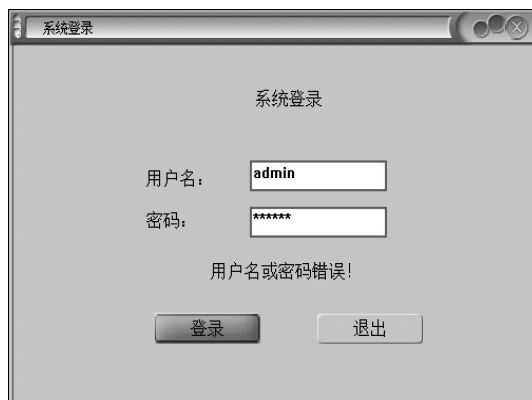 系统登录
系统登录
用户名： admin
密码： ******
用户名或密码错误！
登录 退出